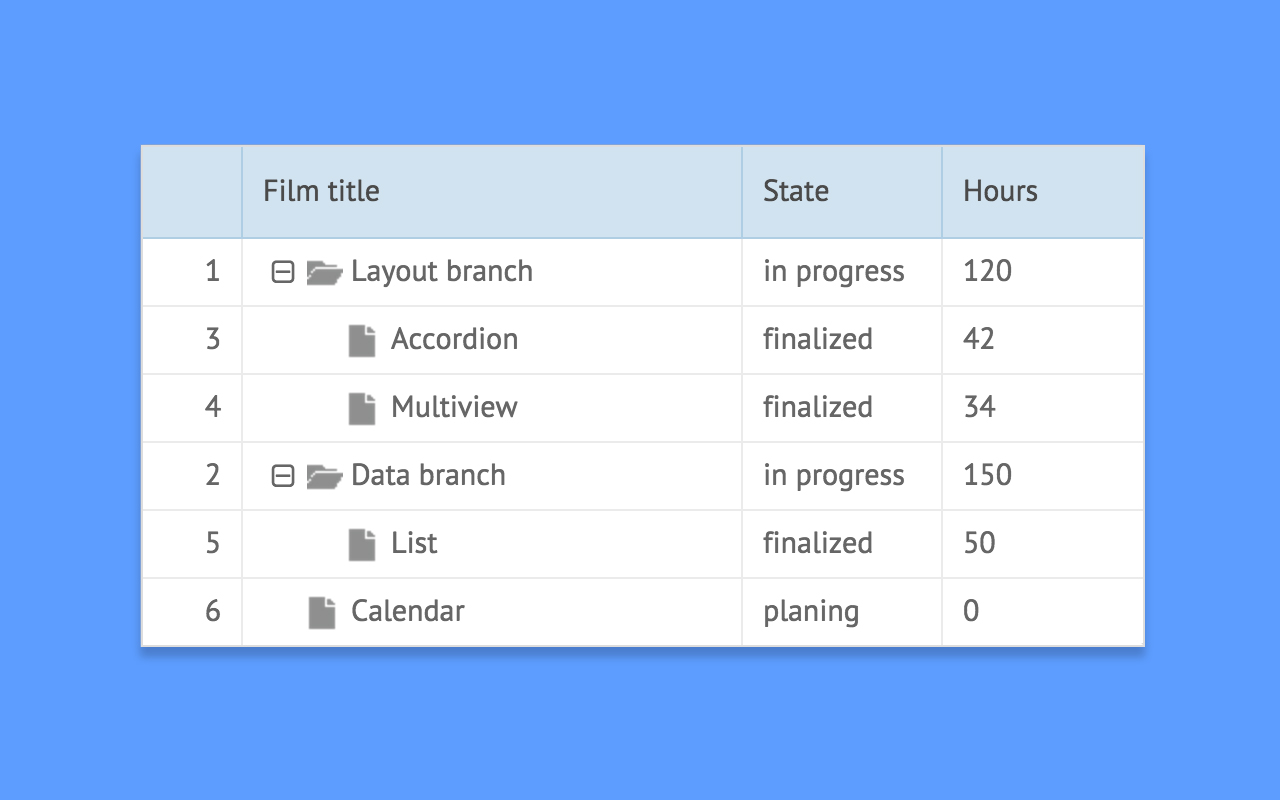 Film title State Hours
1 Layout branch in progress 120
3 Accordion finalized 42
4 Multiview finalized 34
2 Data branch in progress 150
5 List finalized 50
6 Calendar planing 0